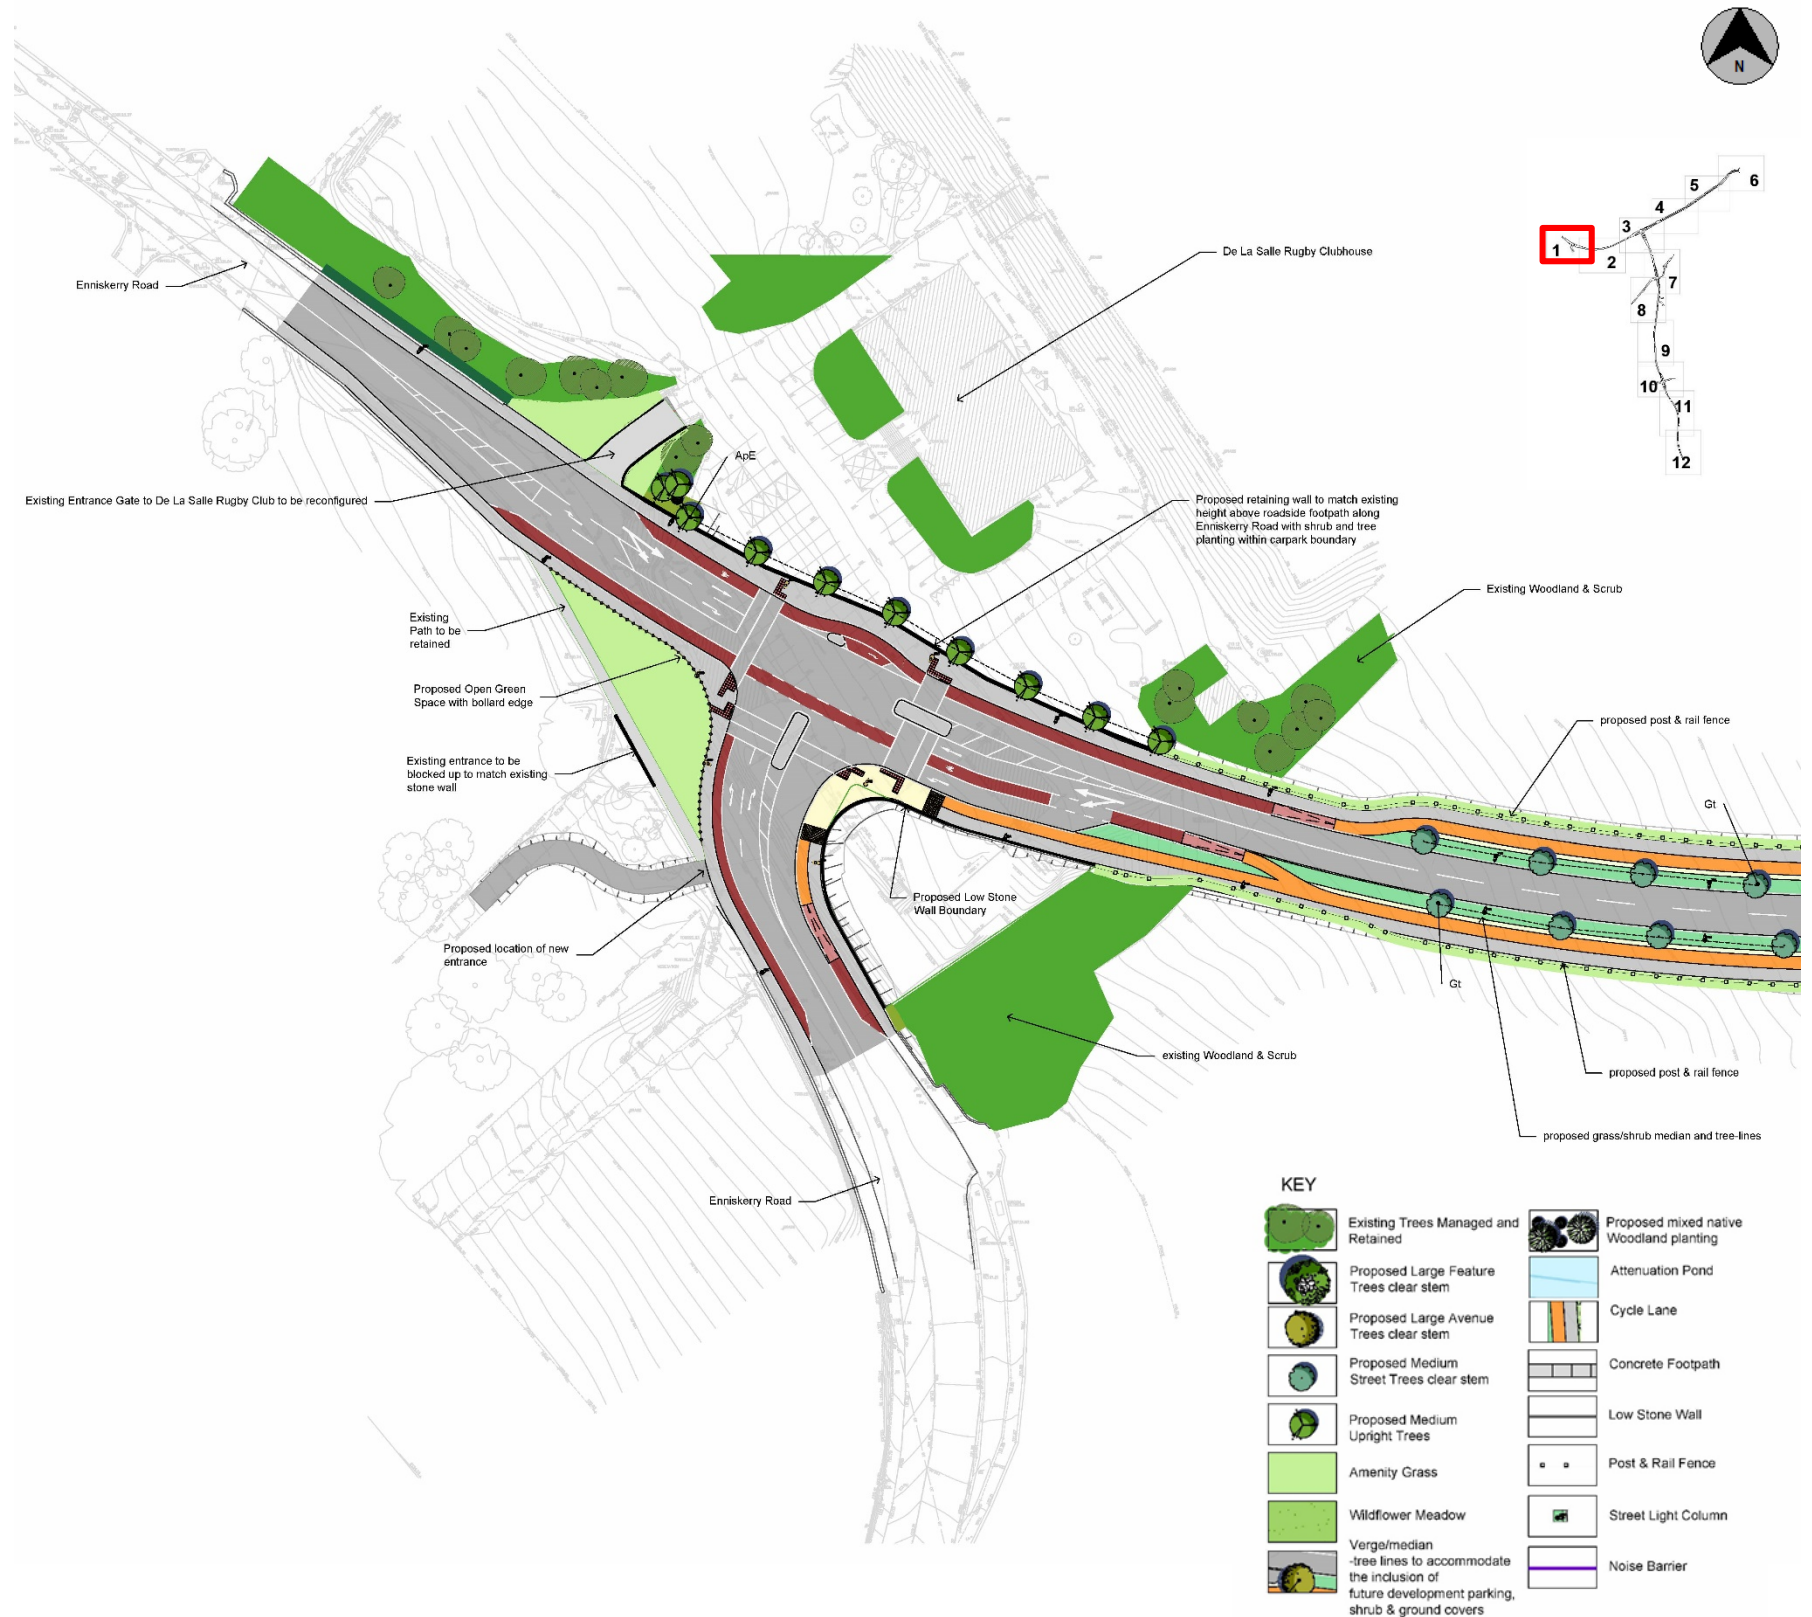 N
5
6
4
3
1
2
7
8
9
10
11
12
De La Salle Rugby Clubhouse
Enniskerry Road
ApE
Existing Entrance Gate to De La Salle Rugby Club to be reconfigured
Proposed retaining wall to match existing
height above roadside footpath along
Enniskerry Road with shrub and tree
planting within carpark boundary
Existing Woodland & Scrub
Existing
Path to be
retained
Proposed Open Green
Space with bollard edge
proposed post & rail fence
Existing entrance to be
blocked up to match existing
stone wall
Gt
Proposed Low Stone
Wall Boundary
Proposed location of new
entrance
Gt
existing Woodland & Scrub
proposed post & rail fence
proposed grass/shrub median and tree-lines
Enniskerry Road
KEY
Existing Trees Managed and
Retained
Proposed Large Feature
Trees clear stem
Proposed Large Avenue
Trees clear stem
Proposed Medium
Street Trees clear stem
Proposed Medium
Upright Trees
Amenity Grass
Wildflower Meadow
Verge/median
-tree lines to accommodate
the inclusion of
future development parking,
shrub & ground covers
Proposed mixed native
Woodland planting
Attenuation Pond
Cycle Lane
Concrete Footpath
Low Stone Wall
Post & Rail Fence
Street Light Column
Noise Barrier